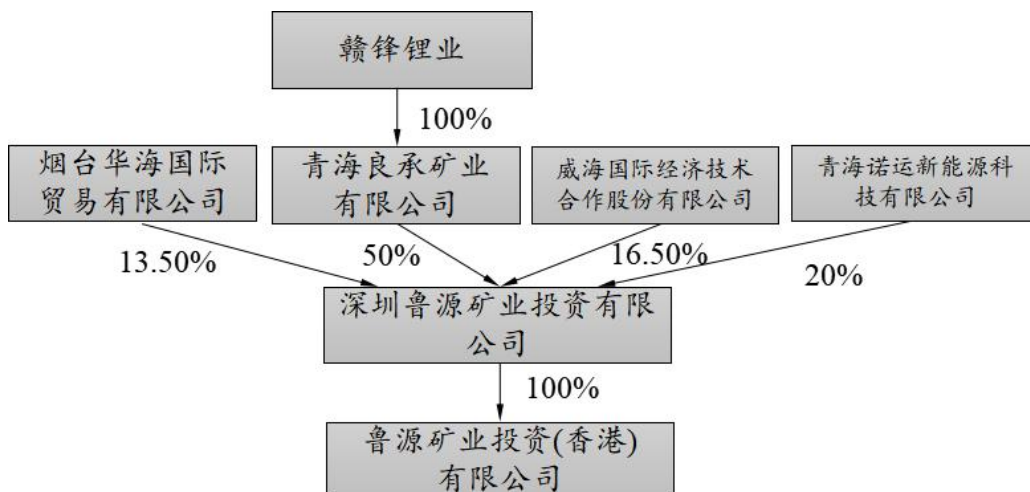 赣锋锂业
100%
烟台华海国际
贸易有限公司
青海良承矿业
有限公司
威海国际经济技术
合作股份有限公司
青海诺运新能源科
技有限公司
13.50%
50%
16.50%
20%
深圳鲁源矿业投资有限
公司
100%
鲁源矿业投资(香港)
有限公司